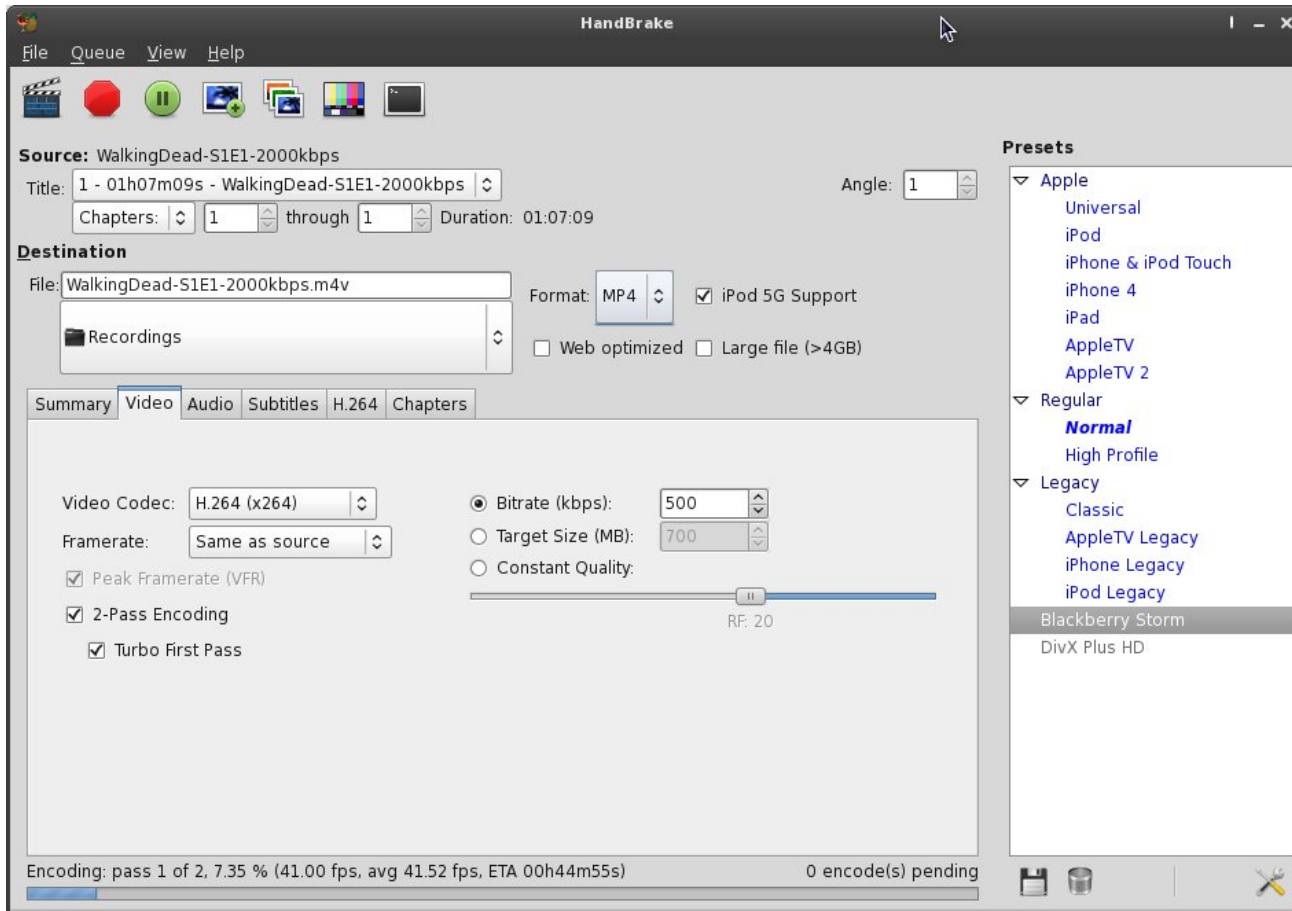 HandBrake
File Queue View Help
Source: WalkingDead-S1E1-2000kbps
Title: 1 - 01h07m09s - WalkingDead-S1E1-2000kbps
Angle: 1
Chapters: 1 through 1 Duration: 01:07:09
Destination
File: WalkingDead-S1E1-2000kbps.m4v
Format: MP4
iPod 5G Support
Recordings
Web optimized
Large file (>4GB)
Summary Video Audio Subtitles H.264 Chapters
Video Codec: H.264 (x264)
Framerate: Same as source
Peak Framerate (VFR)
2-Pass Encoding
Turbo First Pass
Bitrate (kbps): 500
Target Size (MB): 700
Constant Quality:
RF: 20
Encoding: pass 1 of 2, 7.35 % (41.00 fps, avg 41.52 fps, ETA 00h44m55s)
0 encode(s) pending
Presets
Apple
Universal
iPod
iPhone & iPod Touch
iPhone 4
iPad
AppleTV
AppleTV 2
Regular
Normal
High Profile
Legacy
Classic
AppleTV Legacy
iPhone Legacy
iPod Legacy
Blackberry Storm
DivX Plus HD